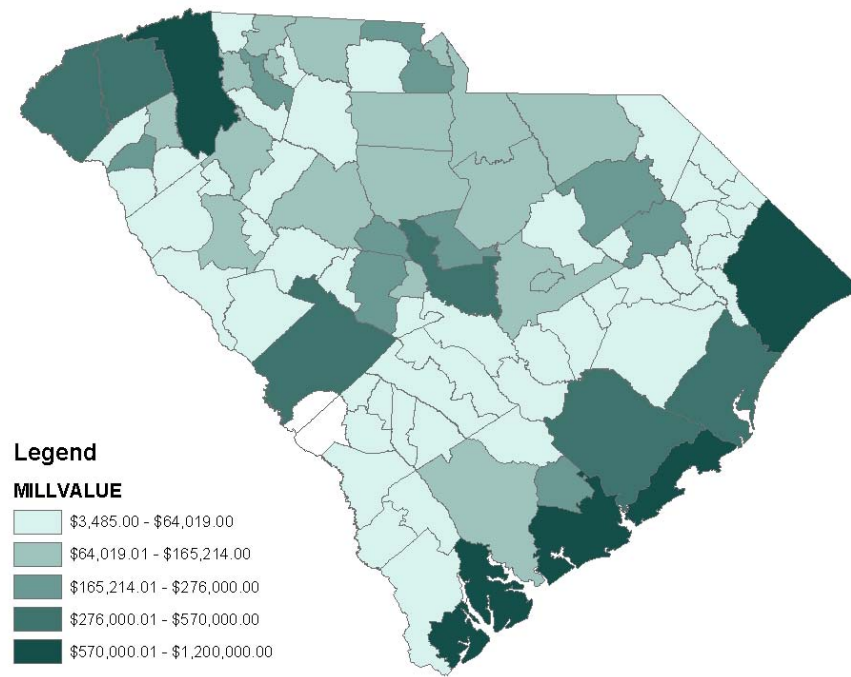 Legend
MILLVALUE
$3,485.00 - $64,019.00
$64,019.01 - $165,214.00
$165,214.01 - $276,000.00
$276,000.01 - $570,000.00
$570,000.01 - $1,200,000.00